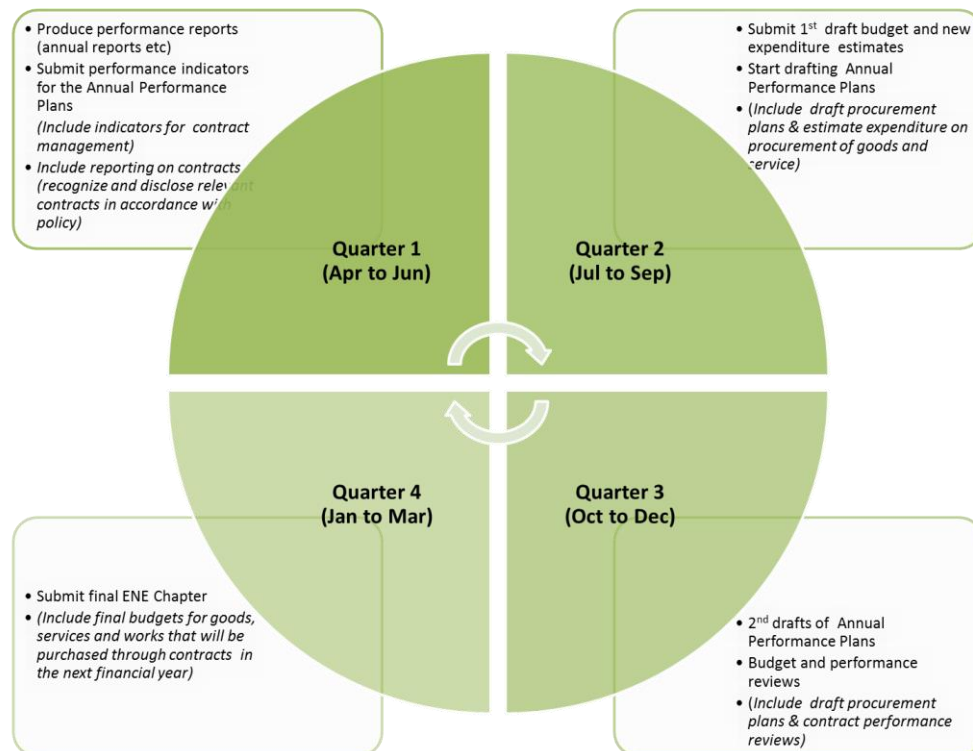 • Produce performance reports
(annual reports etc)
• Submit performance indicators
for the Annual Performance
Plans
(Include indicators for contract
management)
• Include reporting on contracts
(recognize and disclose relevant
contracts in accordance with
policy)
• Submit 1st draft budget and new
expenditure estimates
• Start drafting Annual
Performance Plans
• (Include draft procurement
plans & estimate expenditure on
procurement of goods and
service)
Quarter 1
(Apr to Jun)
Quarter 2
(Jul to Sep)
Quarter 4
(Jan to Mar)
Quarter 3
(Oct to Dec)
• Submit final ENE Chapter
• (Include final budgets for goods,
services and works that will be
purchased through contracts in
the next financial year)
• 2nd drafts of Annual
Performance Plans
• Budget and performance
reviews
• (Include draft procurement
plans & contract performance
reviews)